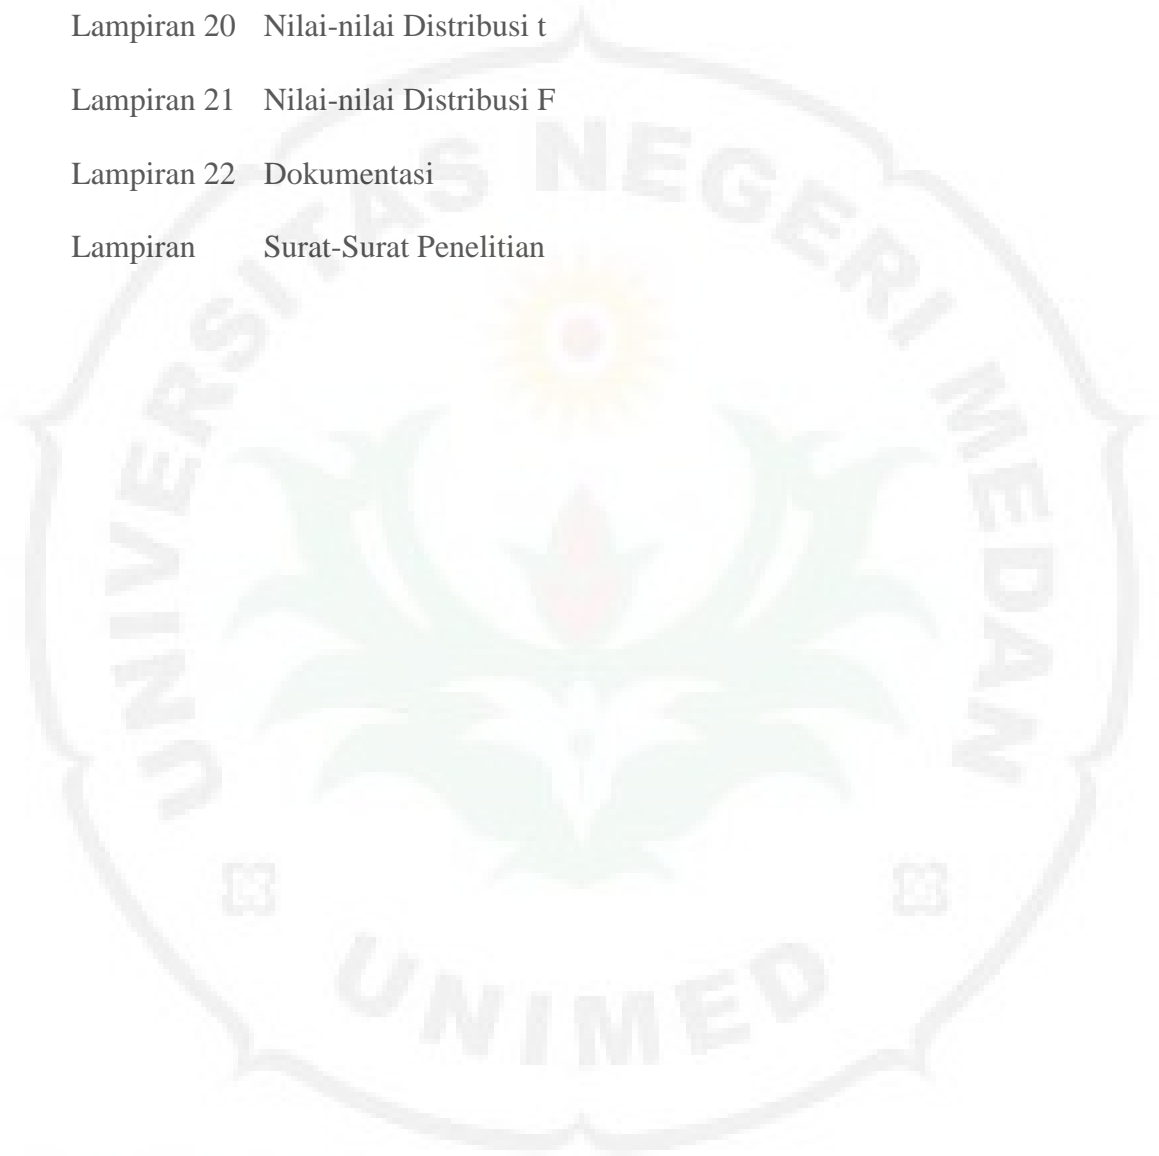 Lampiran 20 Nilai-nilai Distribusi t
Lampiran 21 Nilai-nilai Distribusi F
Lampiran 22 Dokumentasi
Lampiran Surat-Surat Penelitian
UNIVERSITAS NEGERI MEDAN
UNIMED